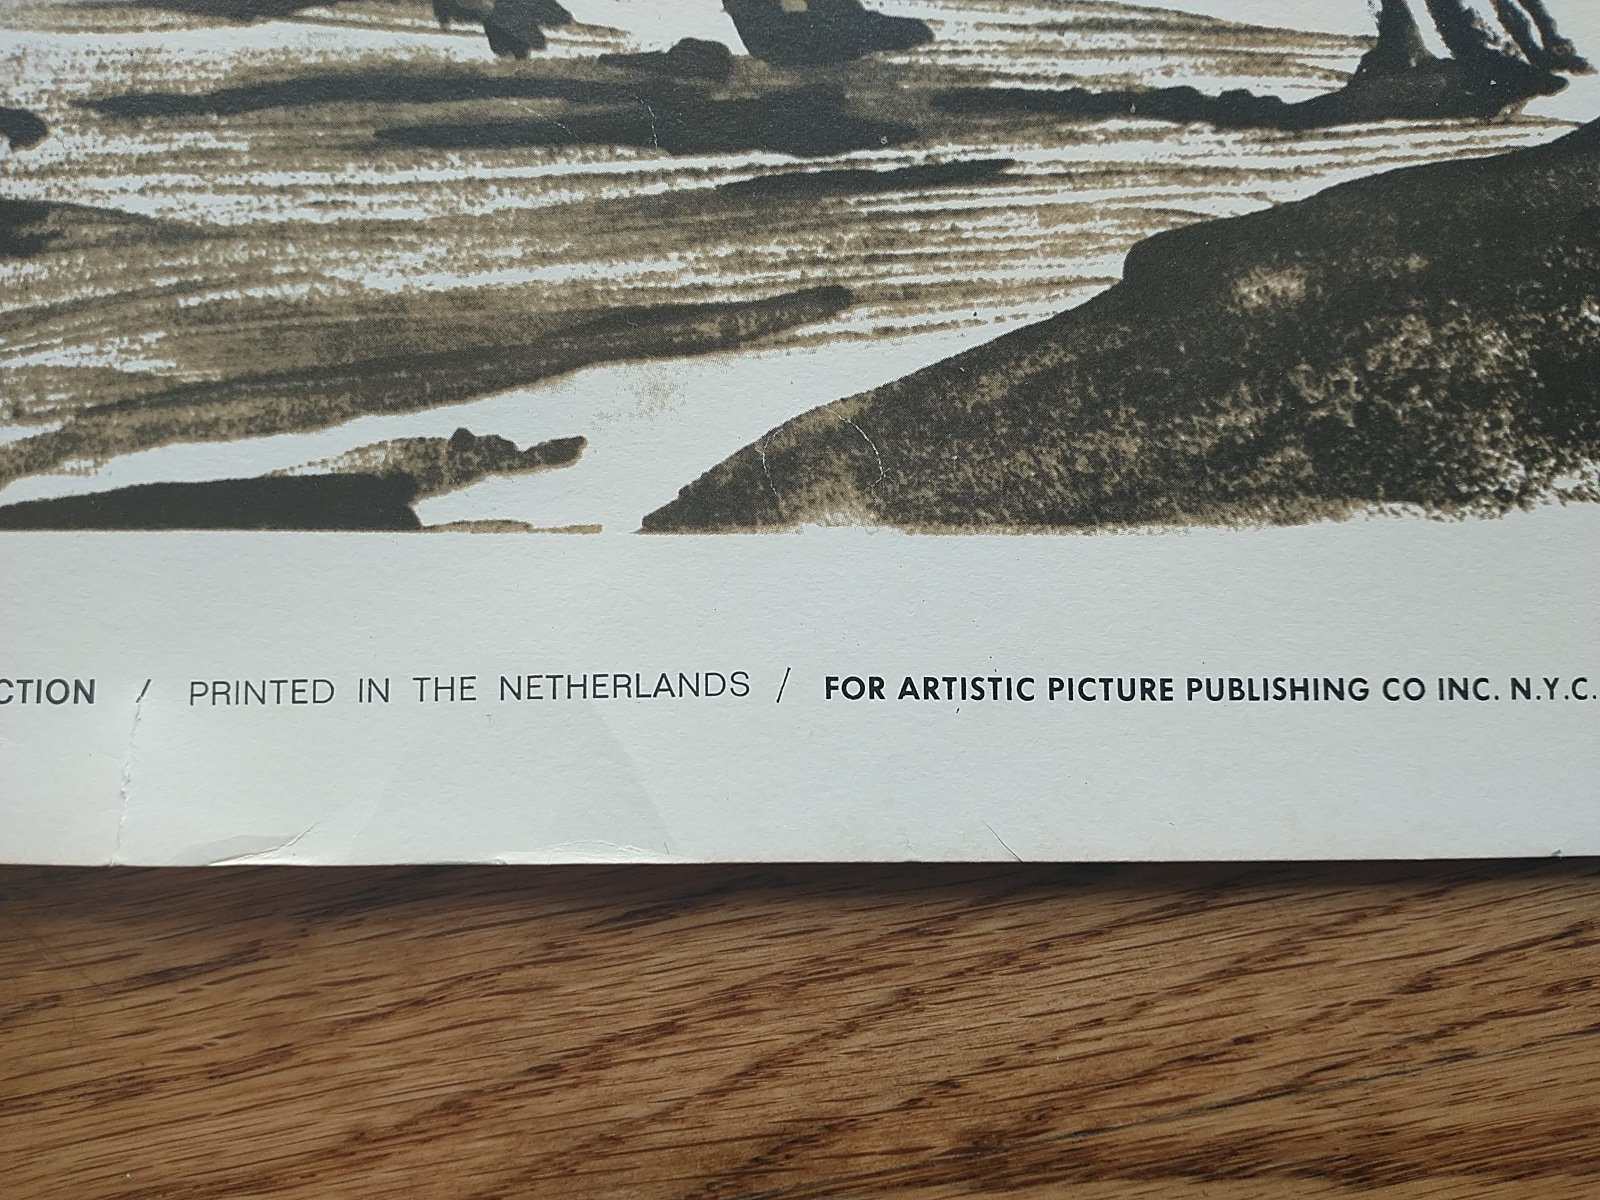 CTION / PRINTED IN THE NETHERLANDS / FOR ARTISTIC PICTURE PUBLISHING CO INC. N.Y.C.